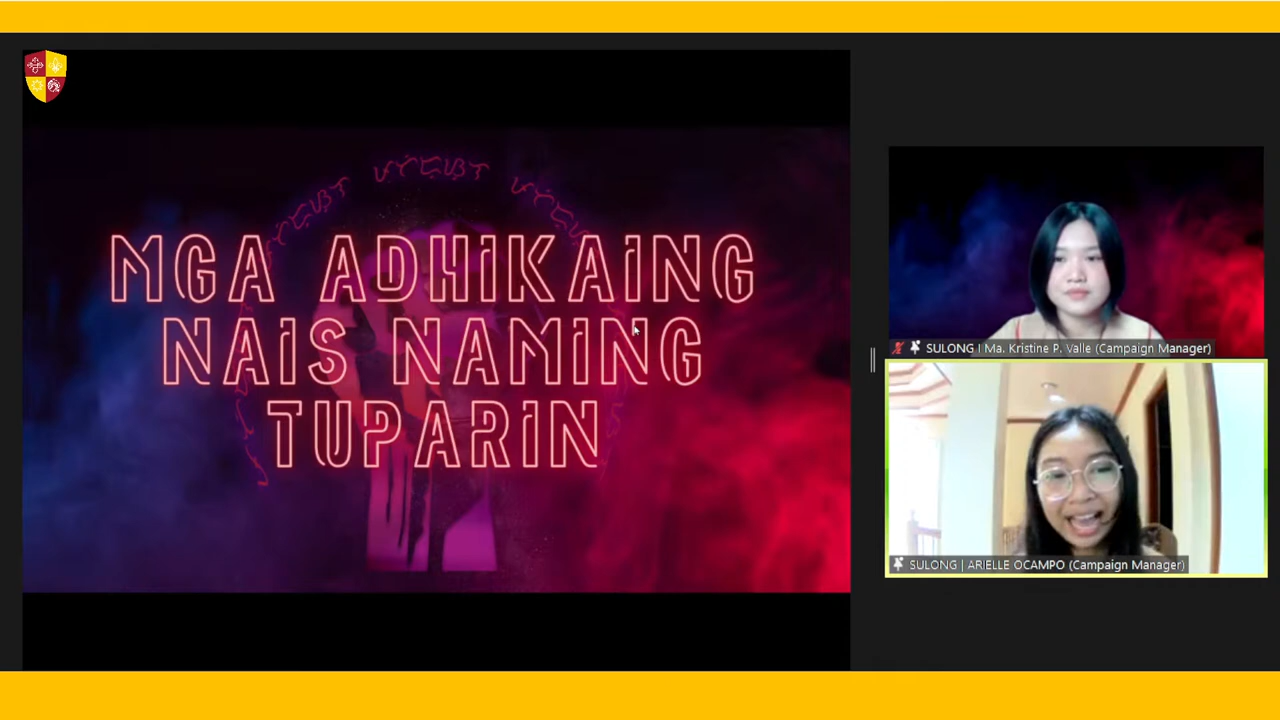 MGA ADHIKAING
NAIS NAMING
TUPARIN
SULONG | Ma. Kristine P. Valle (Campaign Manager)
SULONG | ARIELLE OCAMPO (Campaign Manager)